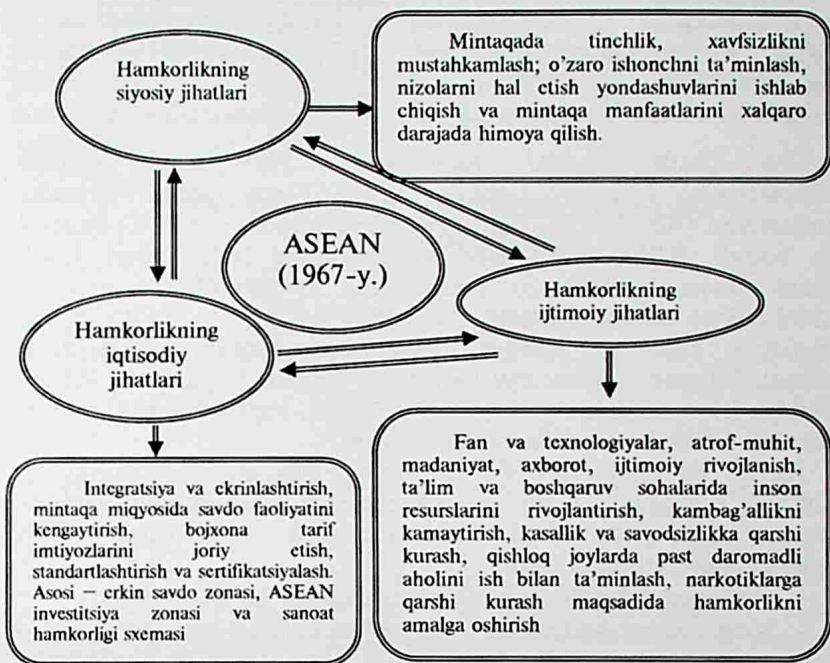 Hamkorlikning
siyosiy jihatlari
Mintaqada tinchlik, xavfsizlikni
mustahkamlash; o'zaro ishonchni ta'minlash,
nizolarni hal etish yondashuvlarini ishlab
chiqish va mintaqa manfaatlarini xalqaro
darajada himoya qilish.
ASEAN
(1967-y.)
Hamkorlikning
ijtimoiy jihatlari
Hamkorlikning
iqtisodiy
jihatlari
Integratsiya va ekrinlashtirish,
mintaqa miqyosida savdo faoliyatini
kengaytirish, bojxona tarif
imtiyozlarini joriy etish,
standartlashtirish va sertifikatsiyalash.
Asosi – erkin savdo zonasi, ASEAN
investitsiya zonasi va sanoat
hamkorligi sxemasi
Fan va texnologiyalar, atrof-muhit,
madaniyat, axborot, ijtimoiy rivojlanish,
ta'lim va boshqaruv sohalarida inson
resurslarini rivojlantirish, kambag'allikni
kamaytirish, kasallik va savodsizlikka qarshi
kurash, qishloq joylarda past daromadli
aholini ish bilan ta'minlash, narkotiklarga
qarshi kurash maqsadida hamkorlikni
amalga oshirish